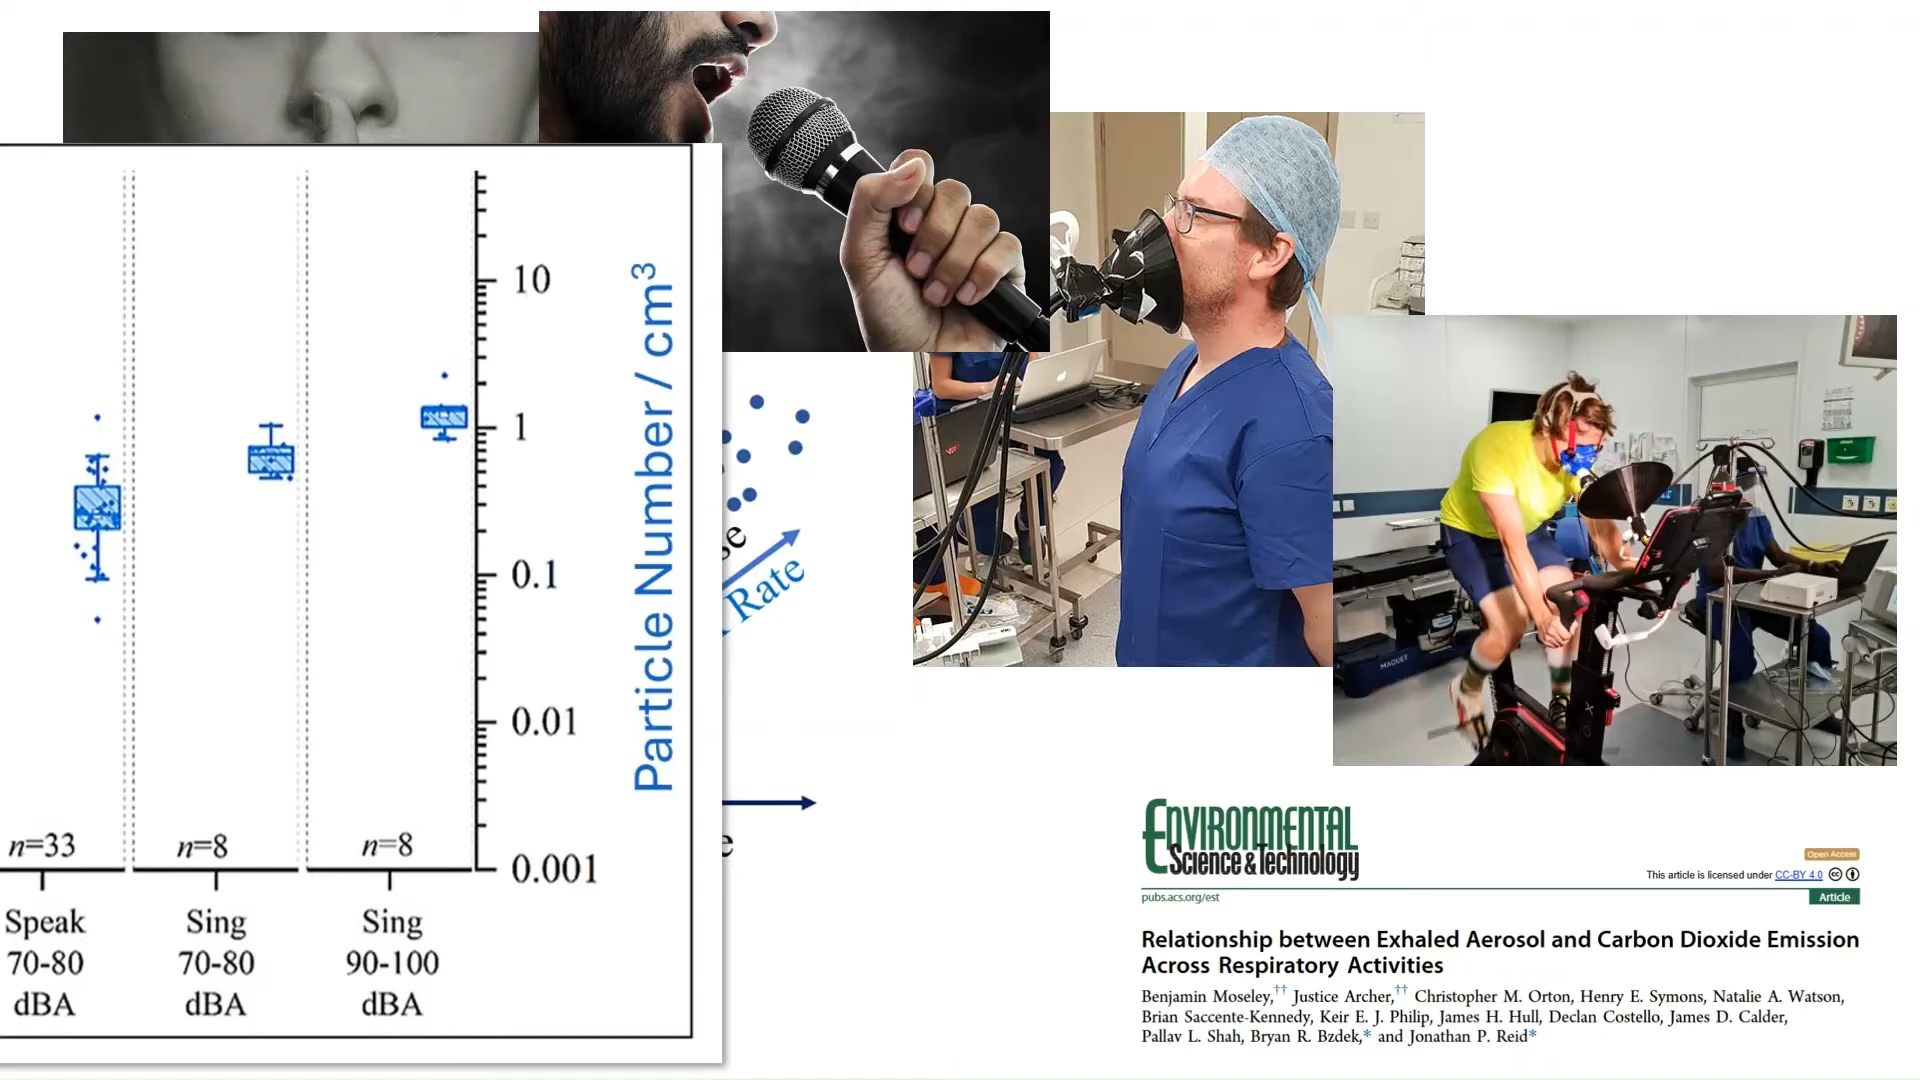 10
1
0.1
0.01
0.001
Particle Number / cm³
n=33
n=8
n=8
Speak
70-80
dBA
Sing
70-80
dBA
Sing
90-100
dBA
Rate
MAQUET
ENVIRONMENTAL
Science & Technology
Open Access
This article is licensed under CC-BY 4.0
pubs.acs.org/est
Article
Relationship between Exhaled Aerosol and Carbon Dioxide Emission
Across Respiratory Activities
Benjamin Moseley,†† Justice Archer,†† Christopher M. Orton, Henry E. Symons, Natalie A. Watson,
Brian Saccente-Kennedy, Keir E. J. Philip, James H. Hull, Declan Costello, James D. Calder,
Pallav L. Shah, Bryan R. Bzdek,* and Jonathan P. Reid*